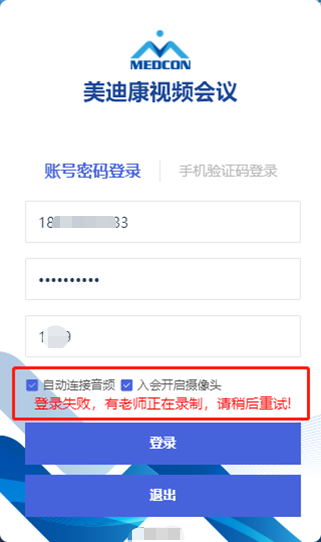 MEDCON
美迪康视频会议
账号密码登录 手机验证码登录
自动连接音频 入会开启摄像头
登录失败，有老师正在录制，请稍后重试!
登录
退出